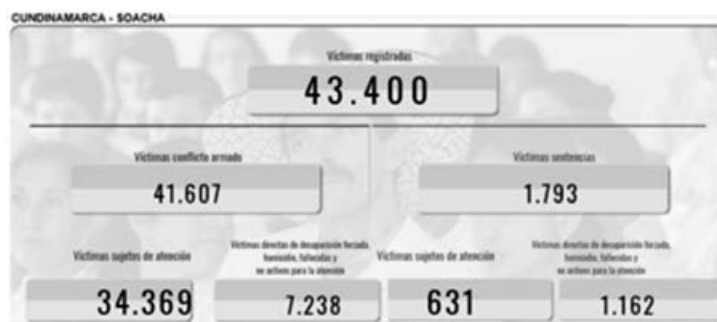 CUNDINAMARCA - SOACHA
Víctimas registradas
43.400
Víctimas conflicto armado
41.607
Víctimas sentencias
1.793
Víctimas sujetos de atención
34.369
Víctimas directas de desaparición forzada,
homicidio, fallecidas y
no activos para la atención
7.238
Víctimas sujetos de atención
631
Víctimas directas de desaparición forzada,
homicidio, fallecidas y
no activos para la atención
1.162